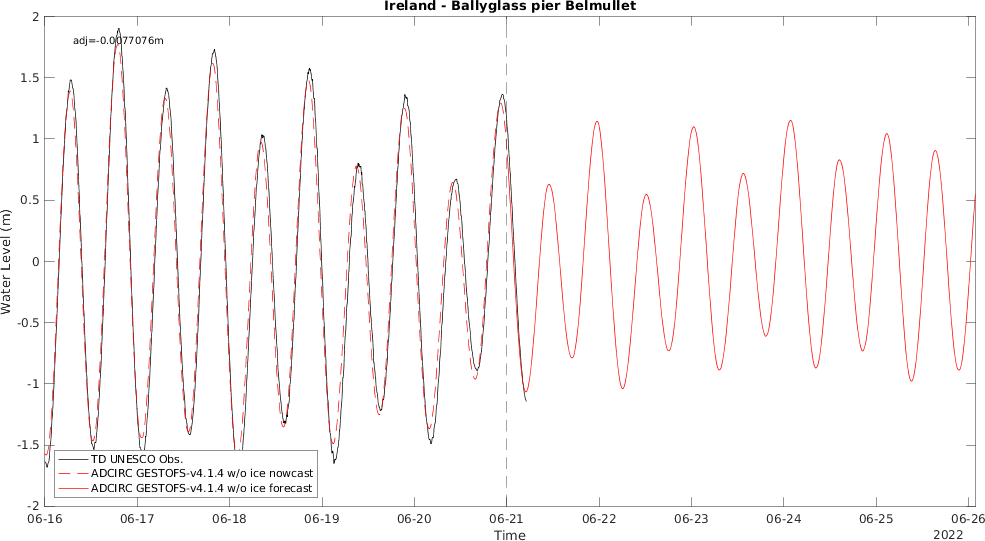 Ireland - Ballyglass pier Belmullet
adj=-0.0077076m
2
1.5
1
0.5
0
-0.5
-1
-1.5
-2
Water Level (m)
TD UNESCO Obs.
ADCIRC GESTOFS-v4.1.4 w/o ice nowcast
ADCIRC GESTOFS-v4.1.4 w/o ice forecast
06-16 06-17 06-18 06-19 06-20 06-21 06-22 06-23 06-24 06-25 06-26
Time
2022